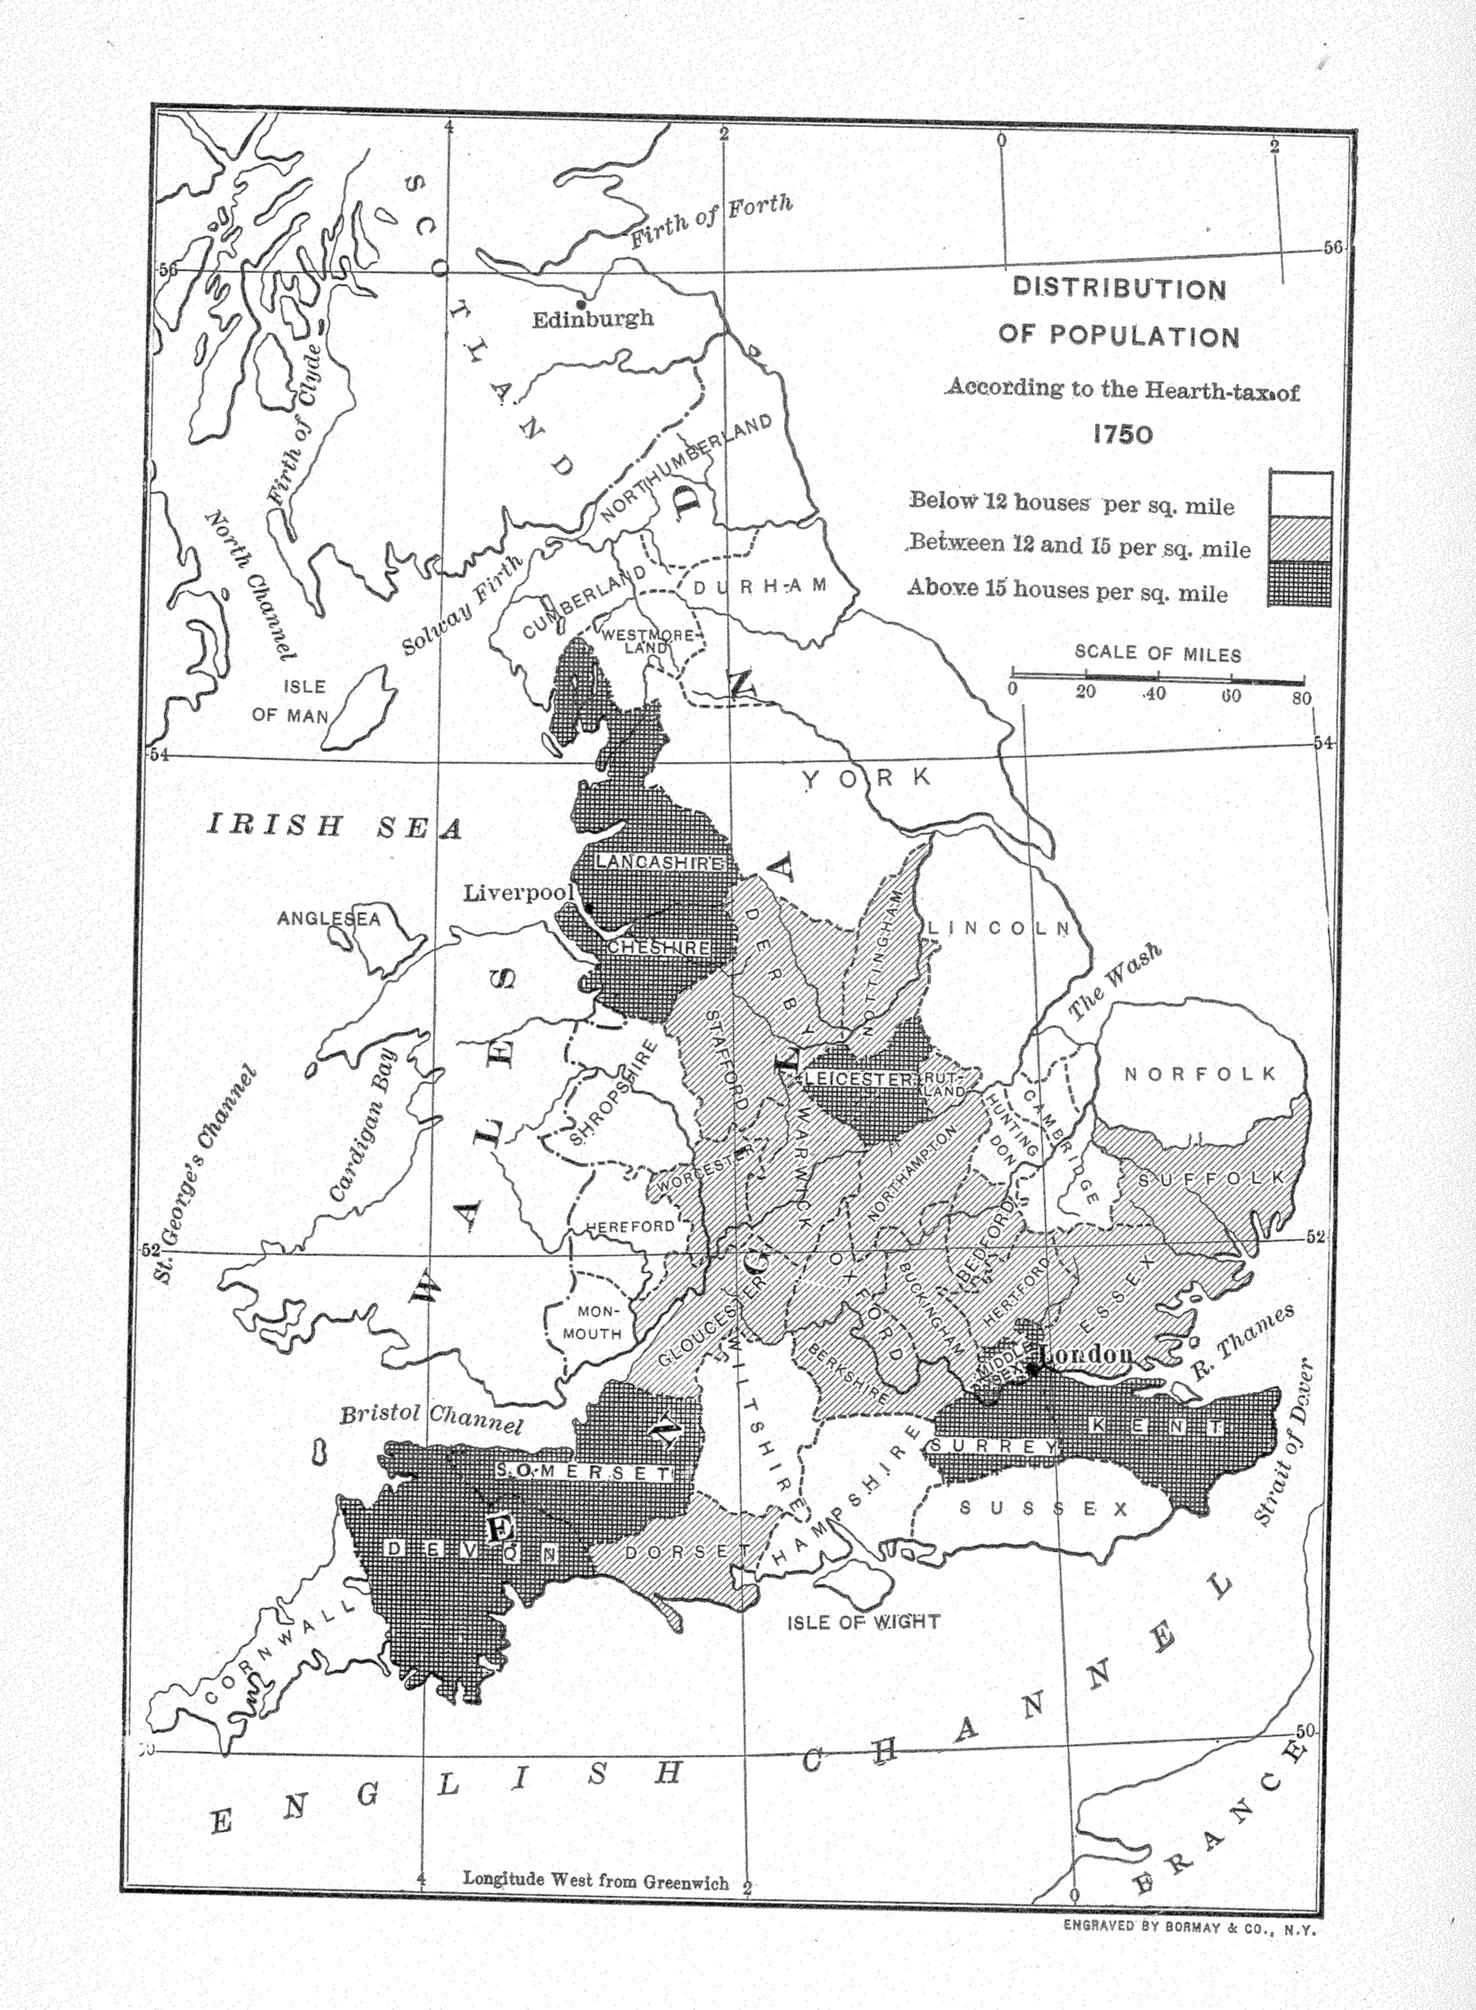 4
2
0
2
SCOTLAND
Firth of Forth
56
56
DISTRIBUTION
OF POPULATION
According to the Hearth-tax of
1750
Edinburgh
Firth of Clyde
Below 12 houses per sq. mile
Between 12 and 15 per sq. mile
Above 15 houses per sq. mile
North Channel
NORTHUMBERLAND
Solway Firth
CUMBERLAND
DURHAM
WESTMORE-
LAND
SCALE OF MILES
0 20 40 60 80
ISLE
OF MAN
54
54
YORK
IRISH SEA
LANCASHIRE
Liverpool
ANGLESEA
CHESHIRE
DERBY
NOTTINGHAM
LINCOLN
The Wash
ENGLAND
WALES
STAFFORD
SHROPSHIRE
LEICESTER
RUT-
LAND
NORFOLK
St. George's Channel
Cardigan Bay
HUNTING
DON
CAMBRIDGE
WORCESTER
WARWICK
NORTHAMPTON
SUFFOLK
HEREFORD
52
52
MON-
MOUTH
GLOUCESTER
OXFORD
BUCKINGHAM
BEDFORD
HERTFORD
ESSEX
MIDDLE
SEX
London
R. Thames
BERKSHIRE
WILTSHIRE
Bristol Channel
SOMERSET
SURREY
KENT
Strait of Dover
HAMPSHIRE
SUSSEX
DEVON
DORSET
CORNWALL
ISLE OF WIGHT
50
50
ENGLISH CHANNEL
FRANCE
4
Longitude West from Greenwich
2
0
ENGRAVED BY BORMAY & CO., N.Y.